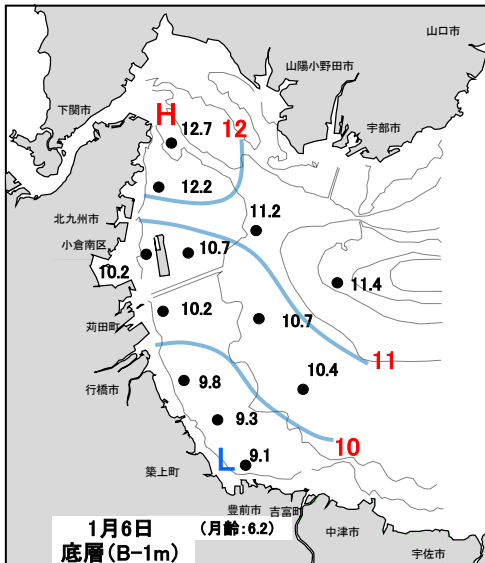 山口市
山陽小野田市
下関市
H
12
宇部市
12.7
12.2
北九州市
11.2
小倉南区
10.7
10.2
11.4
10.2
10.7
苅田町
11
10.4
行橋市
9.8
9.3
10
L
9.1
築上町
豊前市
吉富町
1月6日
(月齢:6.2)
中津市
底層(B-1m)
宇佐市